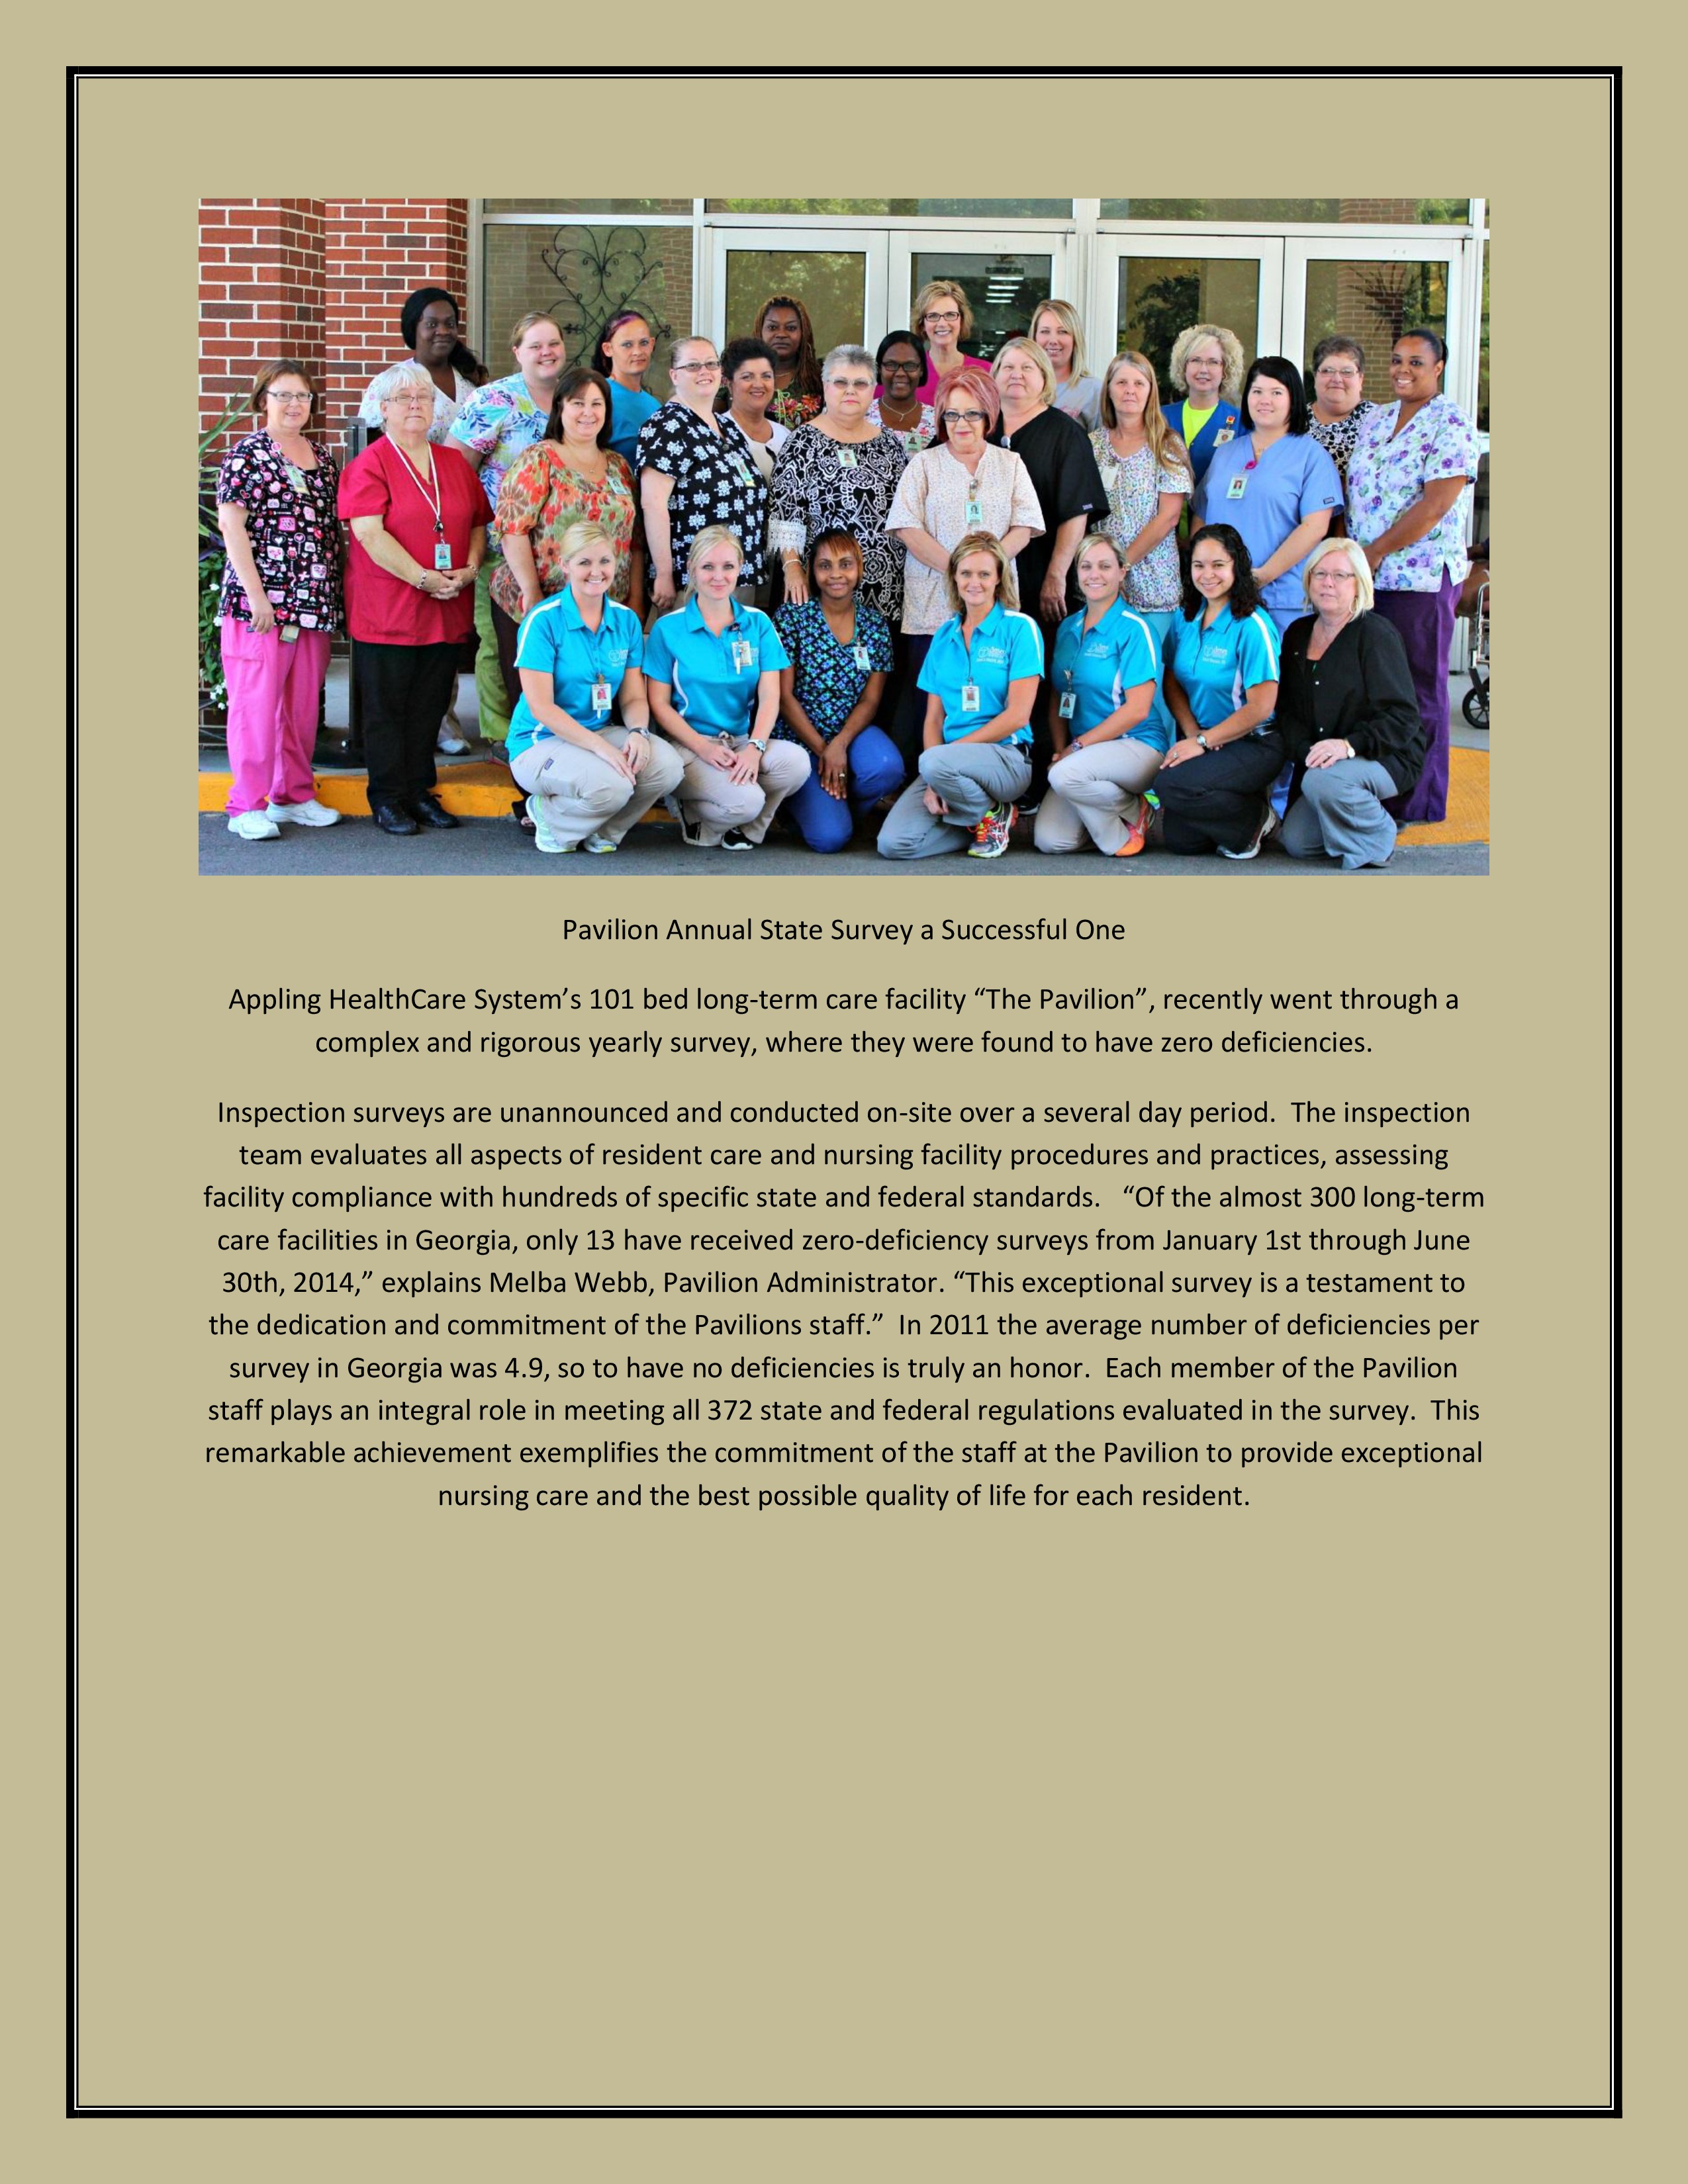 Pavilion Annual State Survey a Successful One
Appling HealthCare System’s 101 bed long-term care facility “The Pavilion”, recently went through a
complex and rigorous yearly survey, where they were found to have zero deficiencies.
Inspection surveys are unannounced and conducted on-site over a several day period.  The inspection
team evaluates all aspects of resident care and nursing facility procedures and practices, assessing
facility compliance with hundreds of specific state and federal standards.   “Of the almost 300 long-term
care facilities in Georgia, only 13 have received zero-deficiency surveys from January 1st through June
30th, 2014,” explains Melba Webb, Pavilion Administrator. “This exceptional survey is a testament to
the dedication and commitment of the Pavilions staff.”  In 2011 the average number of deficiencies per
survey in Georgia was 4.9, so to have no deficiencies is truly an honor.  Each member of the Pavilion
staff plays an integral role in meeting all 372 state and federal regulations evaluated in the survey.  This
remarkable achievement exemplifies the commitment of the staff at the Pavilion to provide exceptional
nursing care and the best possible quality of life for each resident.